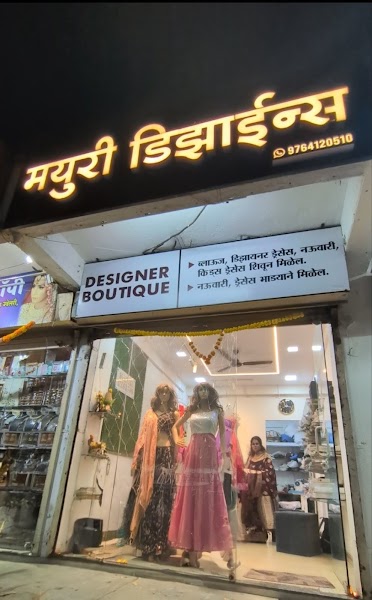 मयुरी डिझाईन्स
9764120510
DESIGNER
BOUTIQUE
ब्लाऊज, डिझायनर ड्रेसेस, नऊवारी,
किड्स ड्रेसेस शिवून मिळेल.
नऊवारी, ड्रेसेस भाड्याने मिळेल.